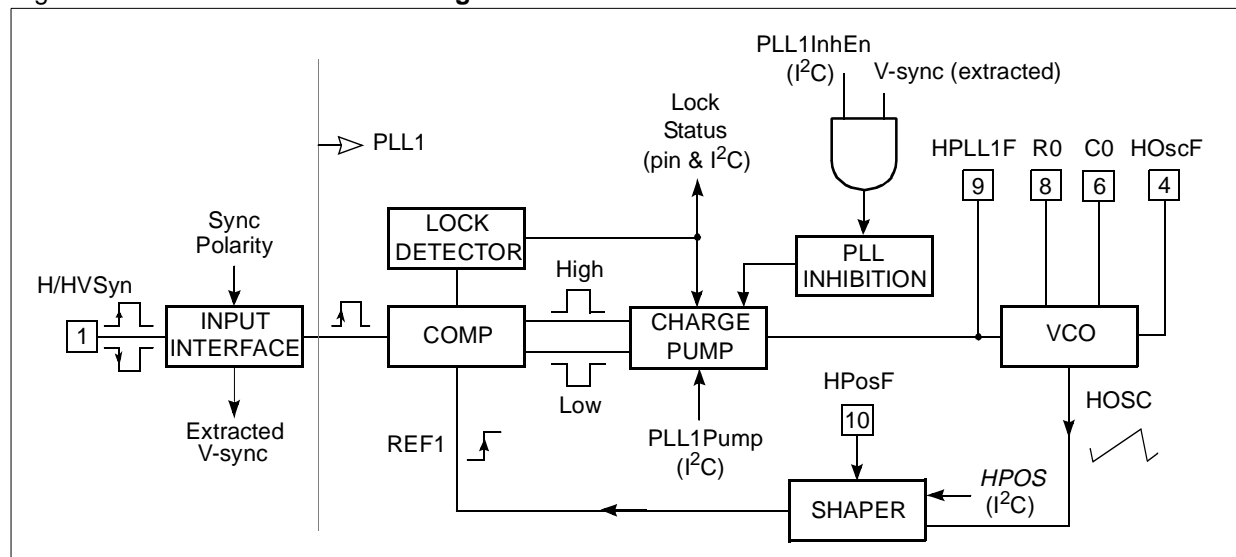 PLL1InhEn
(I²C)
V-sync (extracted)
Lock
Status
(pin & I²C)
PLL1
HPLL1F
R0
C0
HOscF
9
8
6
4
Sync
Polarity
LOCK
DETECTOR
PLL
INHIBITION
High
H/HVSyn
1
INPUT
INTERFACE
COMP
CHARGE
PUMP
VCO
Low
HPosF
10
HOSC
Extracted
V-sync
REF1
PLL1Pump
(I²C)
HPOS
(I²C)
SHAPER